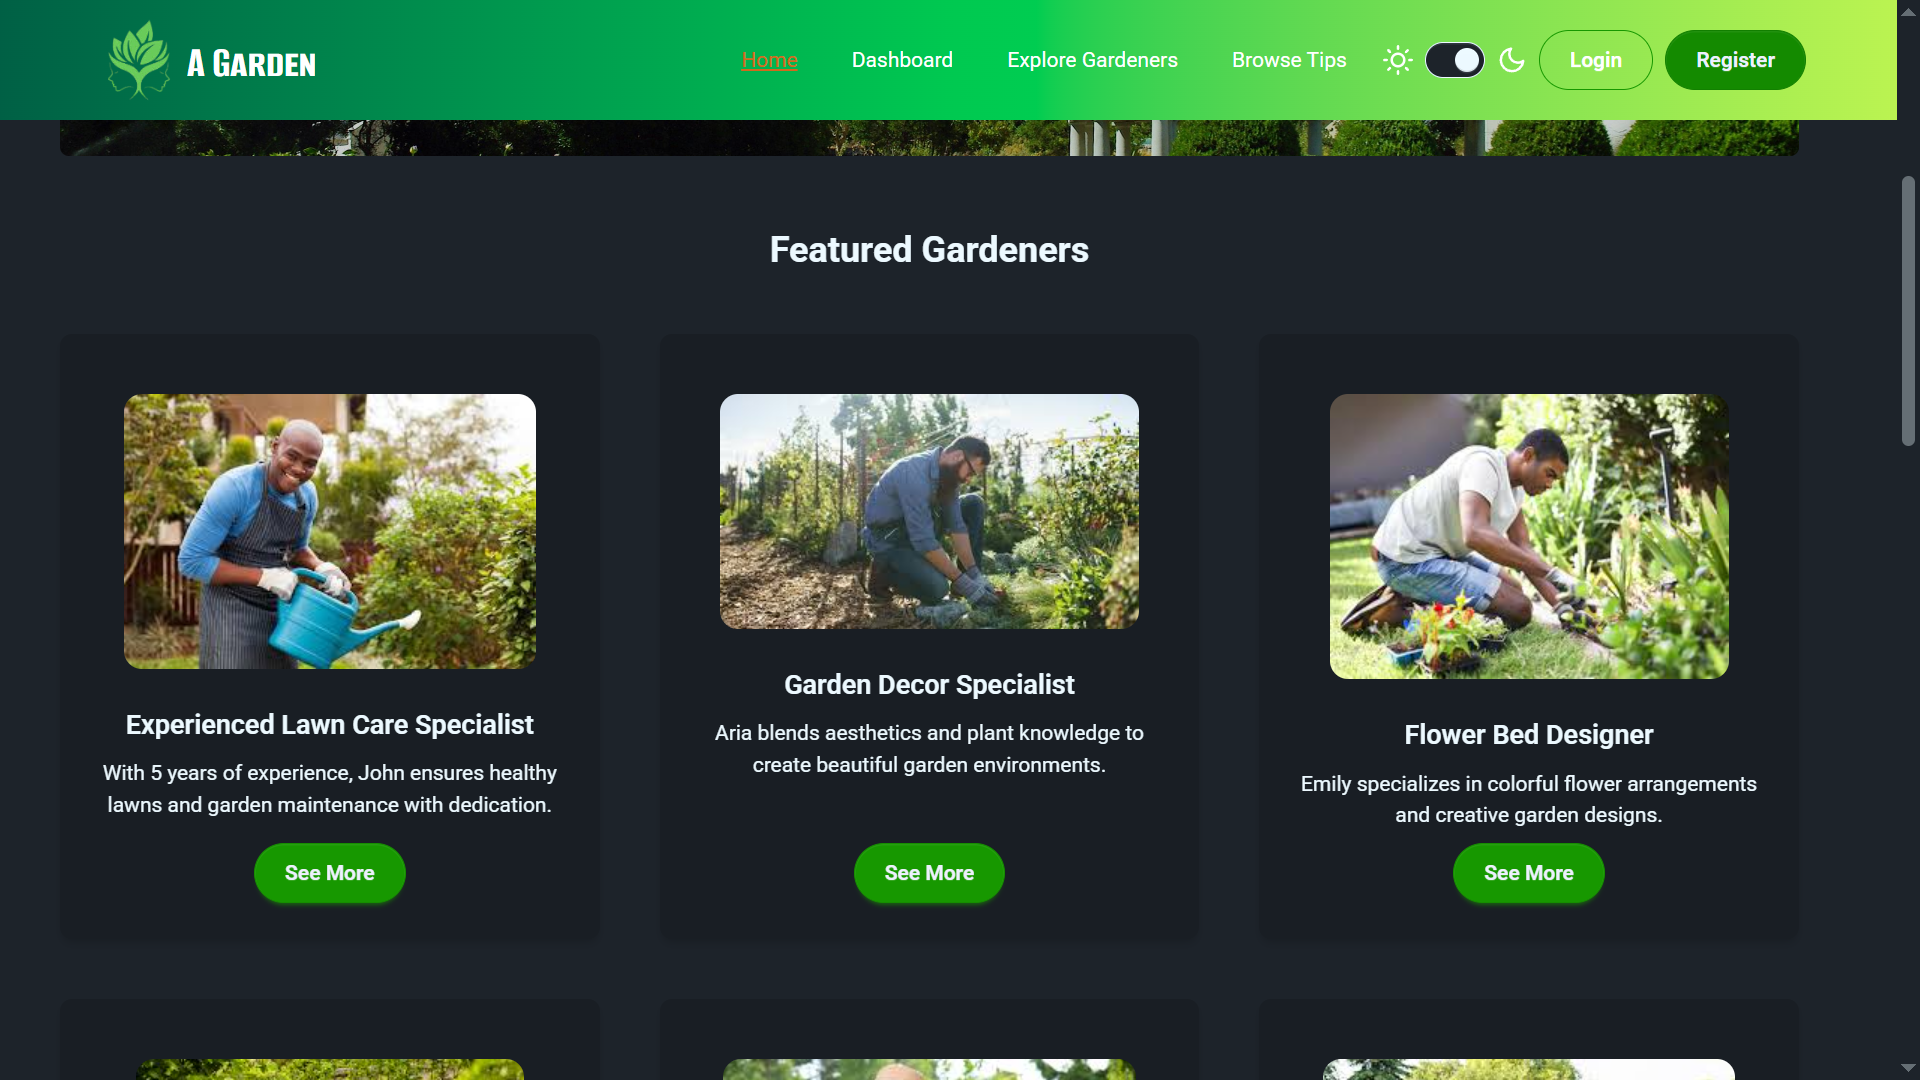 A GARDEN
Home
Dashboard
Explore Gardeners
Browse Tips
Login
Register
Featured Gardeners
Experienced Lawn Care Specialist
With 5 years of experience, John ensures healthy
lawns and garden maintenance with dedication.
See More
Garden Decor Specialist
Aria blends aesthetics and plant knowledge to
create beautiful garden environments.
See More
Flower Bed Designer
Emily specializes in colorful flower arrangements
and creative garden designs.
See More